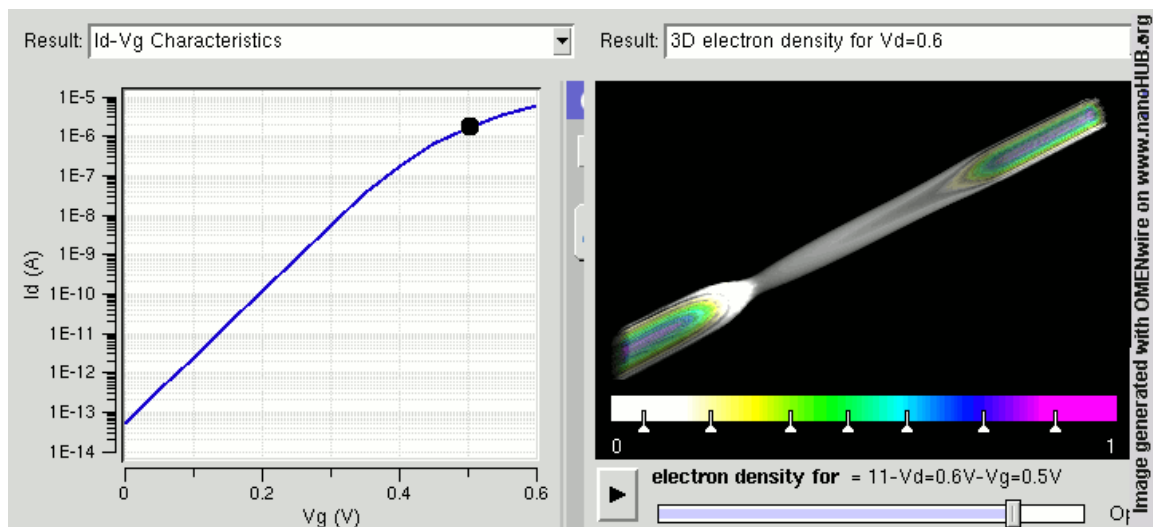 Result: Id-Vg Characteristics
Result: 3D electron density for Vd=0.6
1E-5
1E-6
1E-7
1E-8
1E-9
1E-10
1E-11
1E-12
1E-13
1E-14
Id (A)
0 0.2 0.4 0.6
Vg (V)
0 1
electron density for = 11-Vd=0.6V-Vg=0.5V
Image generated with OMENwire on www.nanoHUB.org